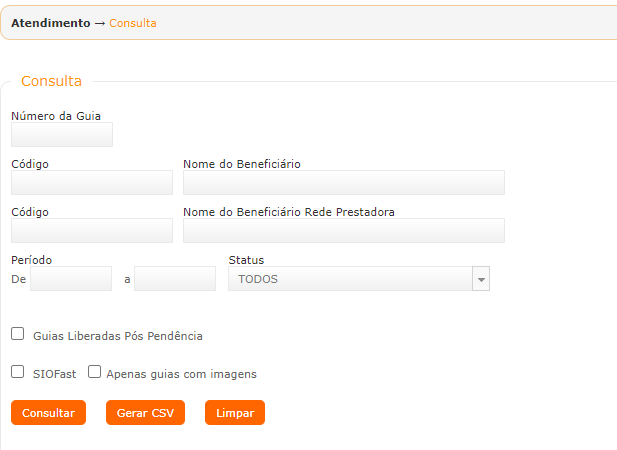 Atendimento → Consulta
Consulta
Número da Guia
Código Nome do Beneficiário
Código Nome do Beneficiário Rede Prestadora
Período Status
De a TODOS
Guias Liberadas Pós Pendência
SIOFast Apenas guias com imagens
Consultar Gerar CSV Limpar